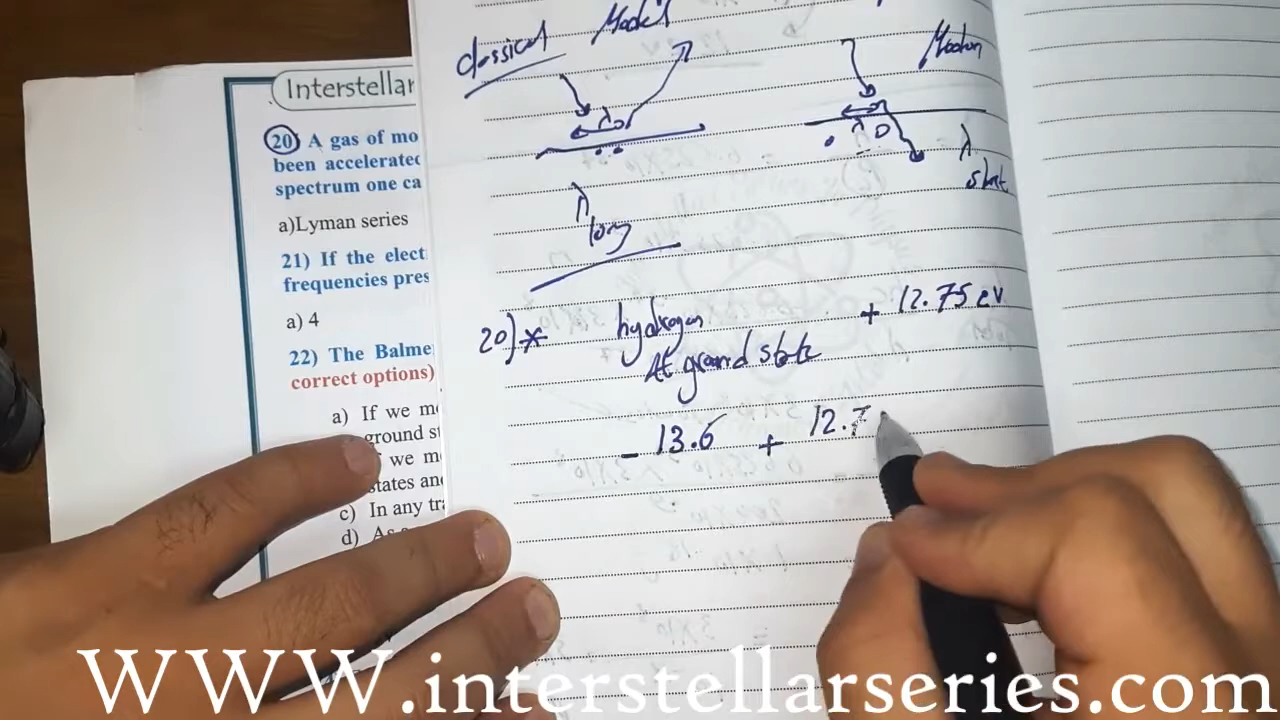 Interstellar
20) A gas of mo
been accelerated
spectrum one ca
a)Lyman series
21) If the elect
frequencies pres
a) 4
22) The Balme
correct options)
a) If we m
ground st
we m
states an
c) In any tr
d) As
classical Model
Modern
λ
long
λ
λ
short
20)* hydrogen + 12.75 ev
At ground state
- 13.6 + 12.7
WWW.interstellarseries.com